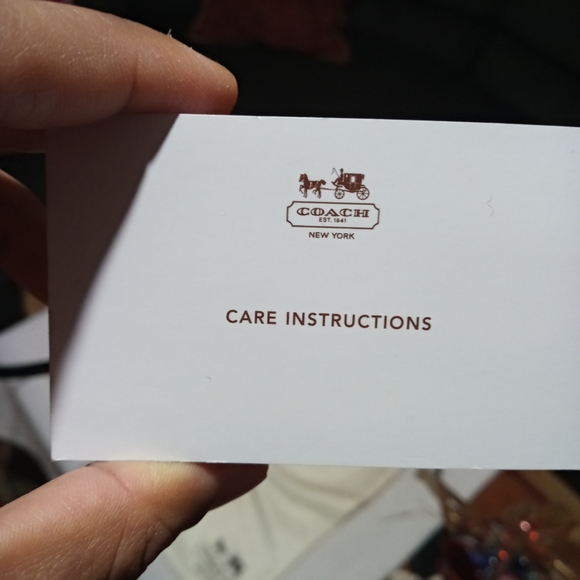 COACH
EST. 1941
NEW YORK
CARE INSTRUCTIONS